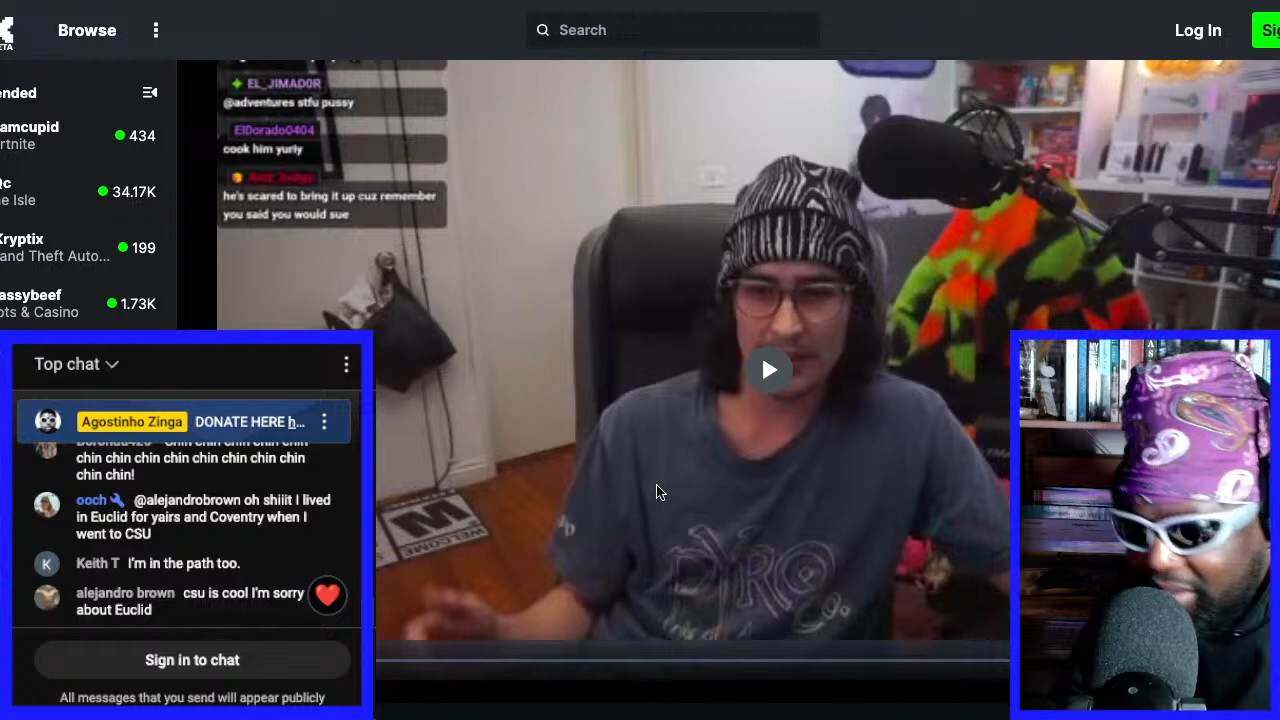 Browse
Search
Log In
EL_JIMAD0R
@adventures stfu pussy
ElDorado0404
cook him yurly
he's scared to bring it up cuz remember
you said you would sue
ended
amcupid
434
rtnite
c
34.17K
e Isle
Kryptix
199
and Theft Auto...
assybeef
1.73K
ots & Casino
Top chat
Agostinho Zinga DONATE HERE h...
chin chin chin chin chin chin chin
chin chin!
ooch @alejandrobrown oh shiiit I lived
in Euclid for yairs and Coventry when I
went to CSU
K
Keith T I'm in the path too.
alejandro brown csu is cool I'm sorry
about Euclid
Sign in to chat
All messages that you send will appear publicly
M
WELCOME
PYRO
Co.